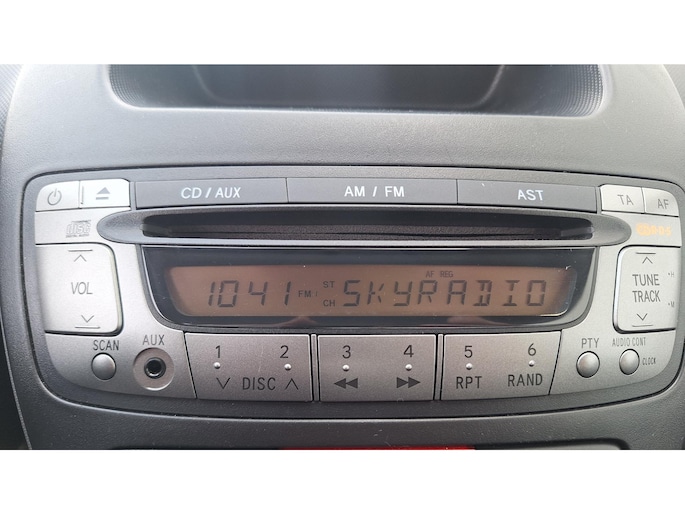 CD / AUX AM / FM AST TA AF
AF REG
VOL 1041 FM ST CH SKYRADIO TUNE TRACK
SCAN AUX 1 2 3 4 5 6 PTY AUDIO CONT
DISC RPT RAND CLOCK